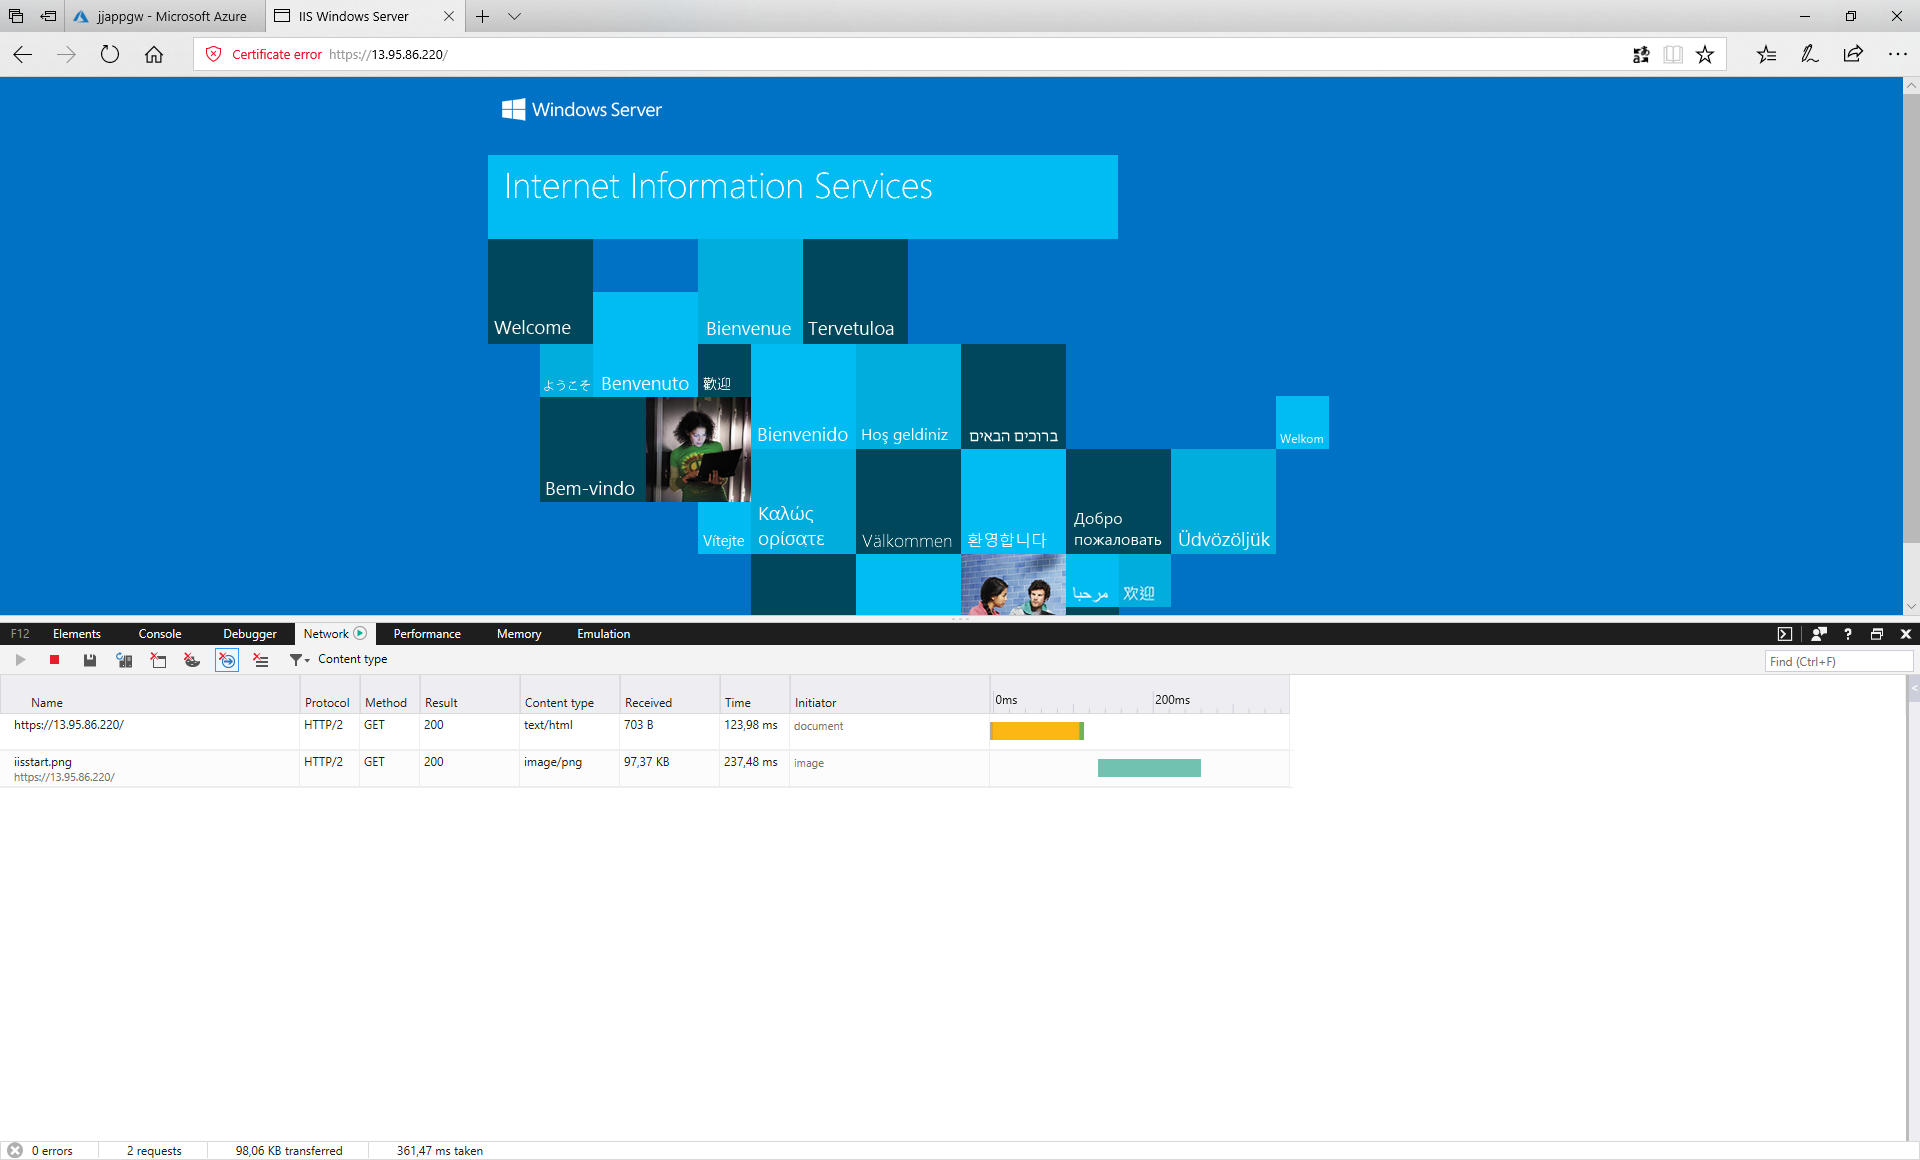 jjappgw - Microsoft Azure
IIS Windows Server
Certificate error https://13.95.86.220/
Windows Server
Internet Information Services
Welcome
Bienvenue
Tervetuloa
ようこそ
Benvenuto
歡迎
Bienvenido
Hoş geldiniz
ברוכים הבאים
Welkom
Bem-vindo
Vítejte
Καλώς
ορίσατε
Välkommen
환영합니다
Добро
пожаловать
Üdvözöljük
مرحبا
欢迎
F12 Elements Console Debugger Network Performance Memory Emulation
Content type
Find (Ctrl+F)
Name Protocol Method Result Content type Received Time Initiator 0ms 200ms
https://13.95.86.220/ HTTP/2 GET 200 text/html 703 B 123,98 ms document
iisstart.png HTTP/2 GET 200 image/png 97,37 KB 237,48 ms image
https://13.95.86.220/
0 errors 2 requests 98,06 KB transferred 361,47 ms taken